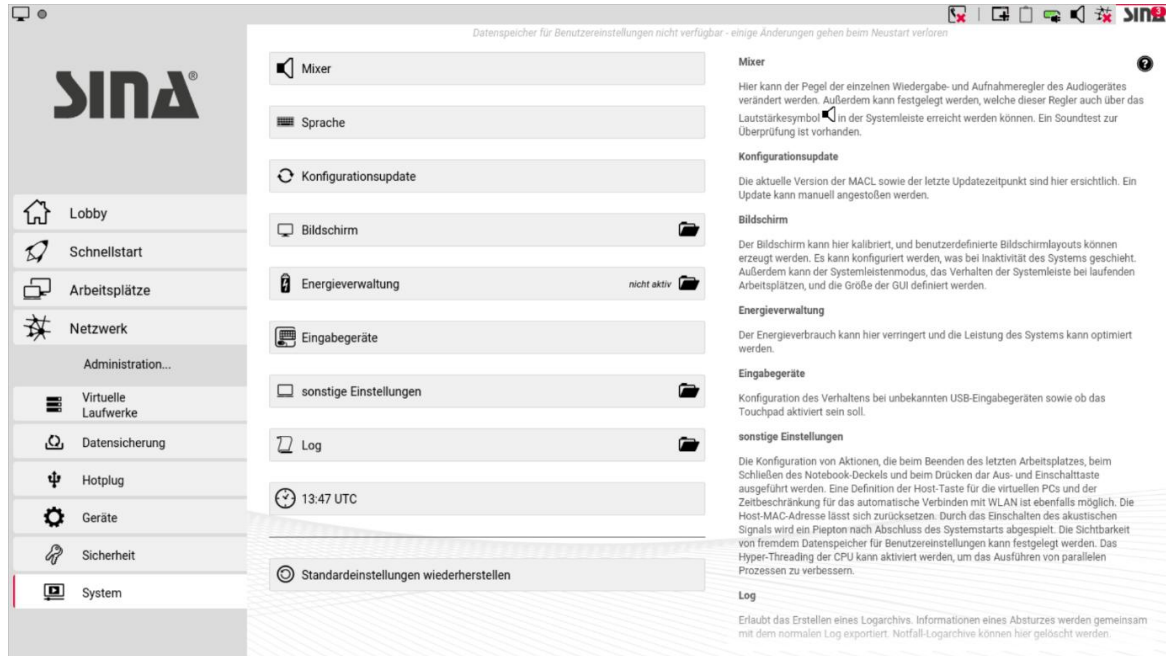 SINA
3
Datenspeicher für Benutzereinstellungen nicht verfügbar - einige Änderungen gehen beim Neustart verloren
SINA®
Lobby
Schnellstart
Arbeitsplätze
Netzwerk
Administration...
Virtuelle
Laufwerke
Datensicherung
Hotplug
Geräte
Sicherheit
System
Mixer
Sprache
Konfigurationsupdate
Bildschirm
Energieverwaltung
nicht aktiv
Eingabegeräte
sonstige Einstellungen
Log
13:47 UTC
Standardeinstellungen wiederherstellen
Mixer
?
Hier kann der Pegel der einzelnen Wiedergabe- und Aufnahmeregler des Audiogerätes
verändert werden. Außerdem kann festgelegt werden, welche dieser Regler auch über das
Lautstärkesymbol in der Systemleiste erreicht werden können. Ein Soundtest zur
Überprüfung ist vorhanden.
Konfigurationsupdate
Die aktuelle Version der MACL sowie der letzte Updatezeitpunkt sind hier ersichtlich. Ein
Update kann manuell angestoßen werden.
Bildschirm
Der Bildschirm kann hier kalibriert, und benutzerdefinierte Bildschirmlayouts können
erzeugt werden. Es kann konfiguriert werden, was bei Inaktivität des Systems geschieht.
Außerdem kann der Systemleistenmodus, das Verhalten der Systemleiste bei laufenden
Arbeitsplätzen, und die Größe der GUI definiert werden.
Energieverwaltung
Der Energieverbrauch kann hier verringert und die Leistung des Systems kann optimiert
werden.
Eingabegeräte
Konfiguration des Verhaltens bei unbekannten USB-Eingabegeräten sowie ob das
Touchpad aktiviert sein soll.
sonstige Einstellungen
Die Konfiguration von Aktionen, die beim Beenden des letzten Arbeitsplatzes, beim
Schließen des Notebook-Deckels und beim Drücken dar Aus- und Einschalttaste
ausgeführt werden. Eine Definition der Host-Taste für die virtuellen PCs und der
Zeitbeschränkung für das automatische Verbinden mit WLAN ist ebenfalls möglich. Die
Host-MAC-Adresse lässt sich zurücksetzen. Durch das Einschalten des akustischen
Signals wird ein Piepton nach Abschluss des Systemstarts abgespielt. Die Sichtbarkeit
von fremdem Datenspeicher für Benutzereinstellungen kann festgelegt werden. Das
Hyper-Threading der CPU kann aktiviert werden, um das Ausführen von parallelen
Prozessen zu verbessern.
Log
Erlaubt das Erstellen eines Logarchivs. Informationen eines Absturzes werden gemeinsam
mit dem normalen Log exportiert. Notfall-Logarchive können hier gelöscht werden.